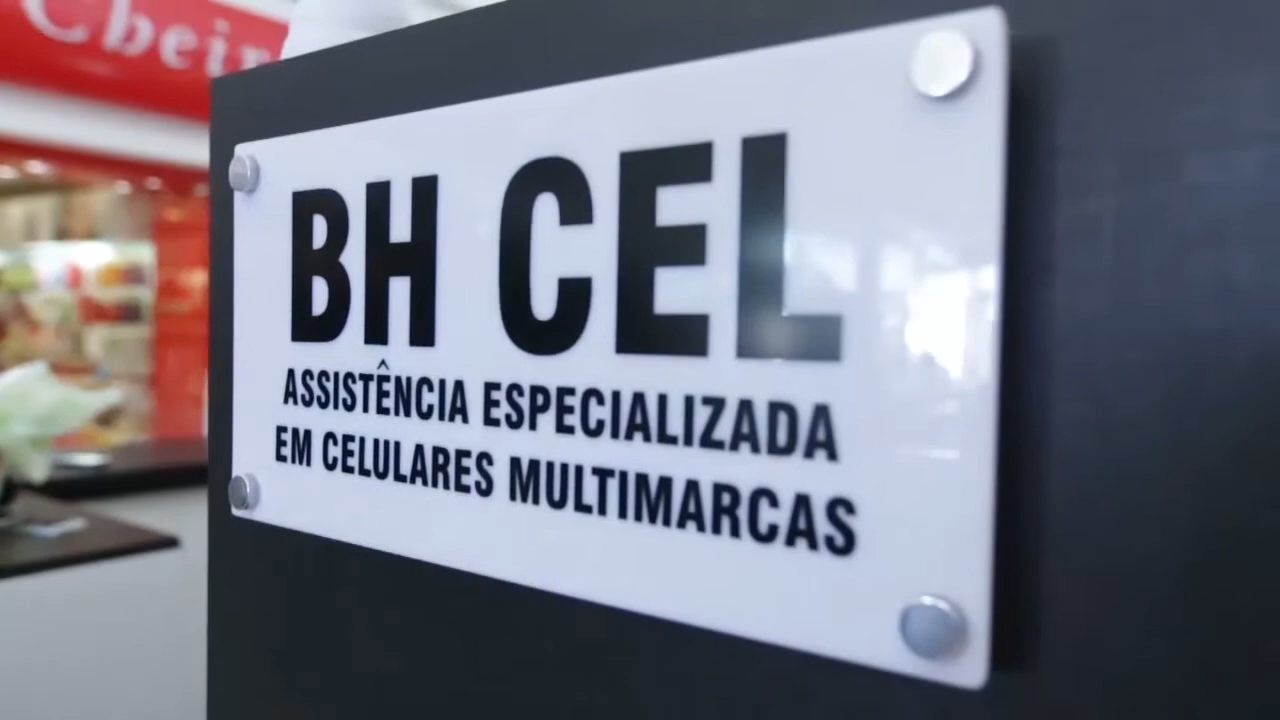 BH CEL
ASSISTÊNCIA ESPECIALIZADA
EM CELULARES MULTIMARCAS